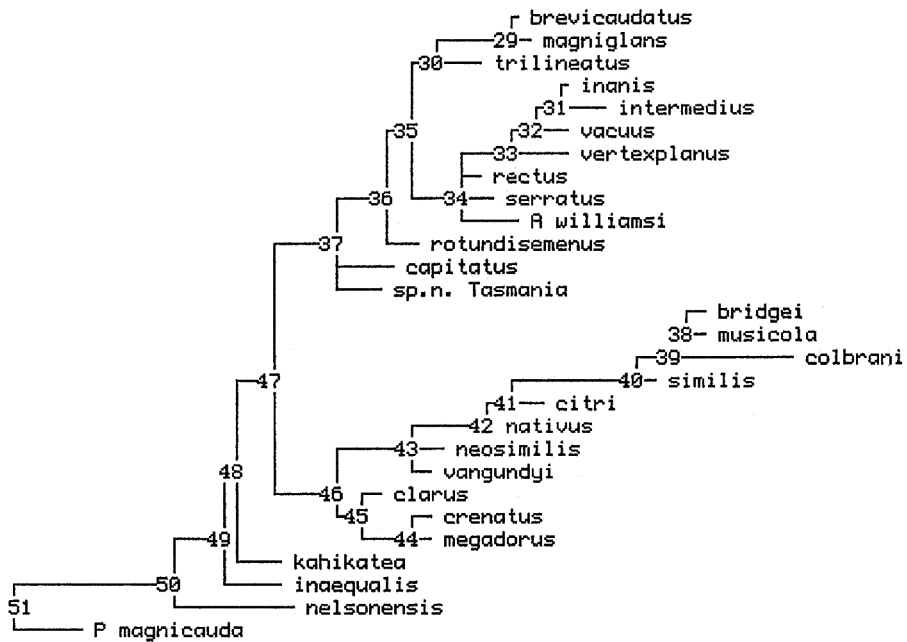 brevicaudatus
29 magniglans
30 trilineatus
inanis
31 intermedius
35 32 vacuus
33 vertexplanus
rectus
36 34 serratus
A williamsi
37 rotundisemenus
capitatus
sp.n. Tasmania
bridgei
38 musicola
39 colbrani
47 40 similis
41 citri
42 nativus
43 neosimilis
48 vangundyi
46 clarus
45 crenatus
49 44 megadorus
kahikatea
50 inaequalis
51 nelsonensis
P magnicauda